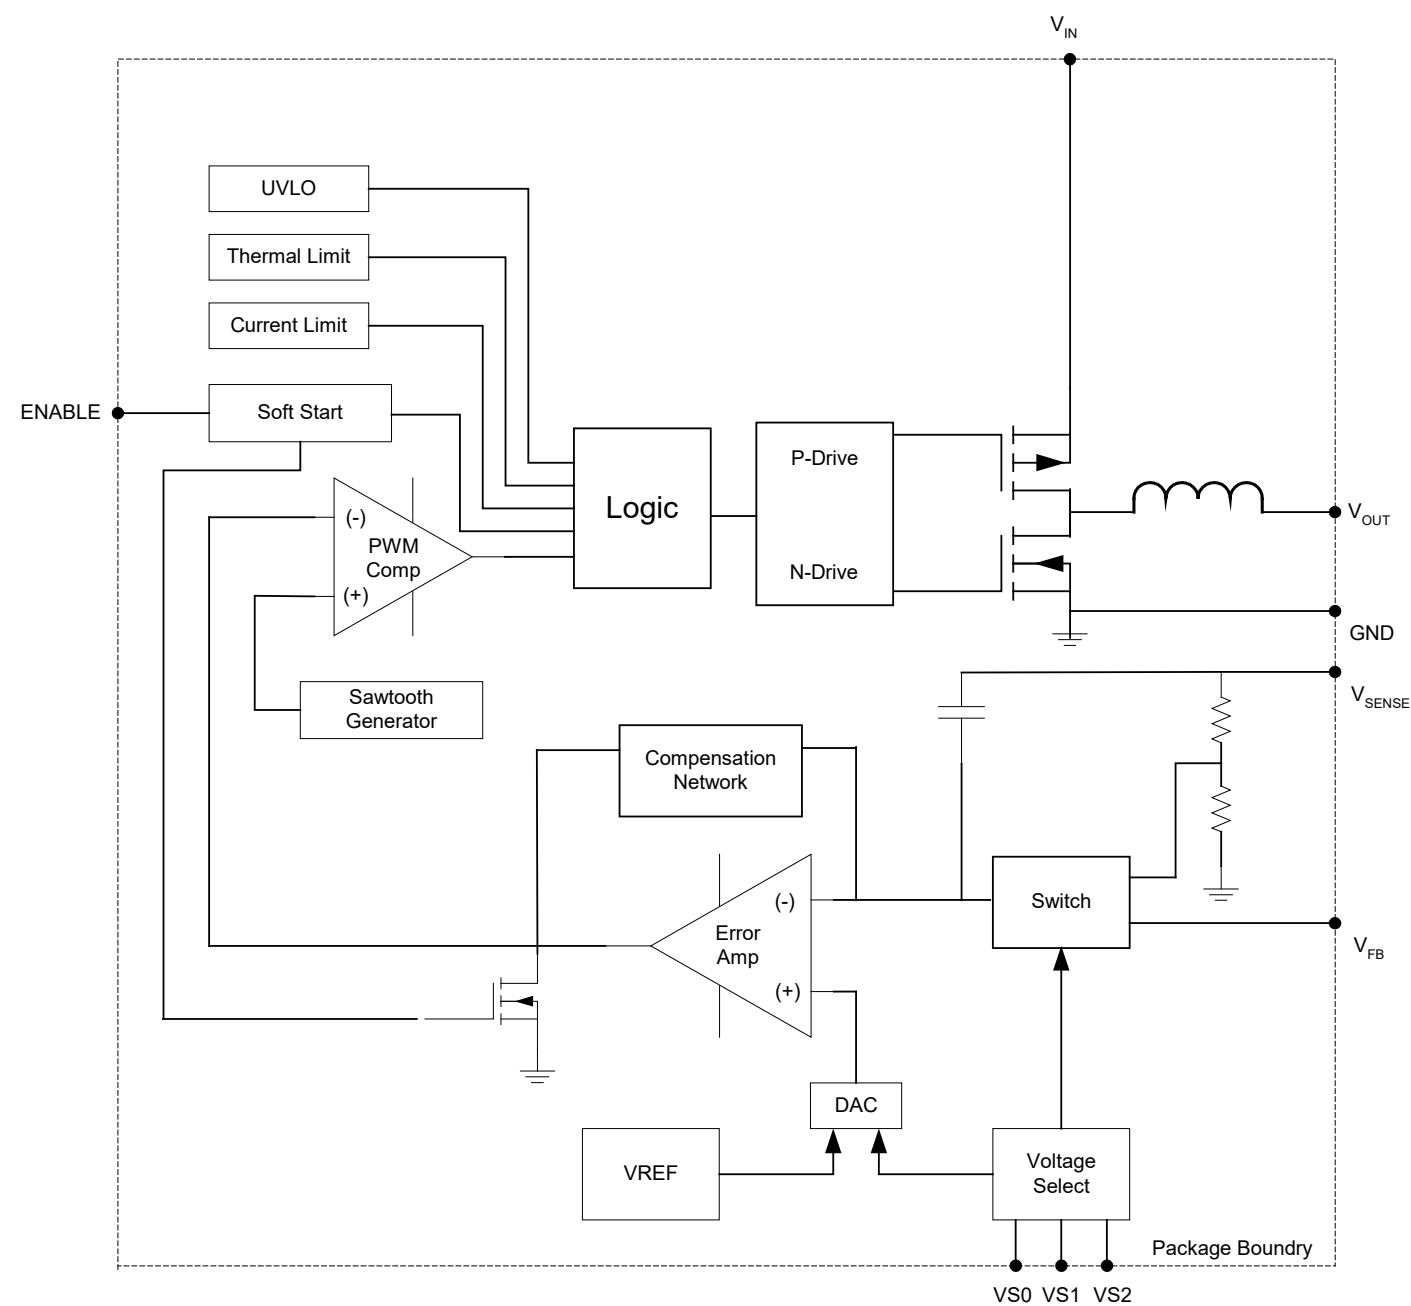 VIN
UVLO
Thermal Limit
Current Limit
ENABLE
Soft Start
Logic
P-Drive
N-Drive
(-)
PWM
Comp
(+)
VOUT
GND
VSENSE
Sawtooth
Generator
Compensation
Network
(-)
Error
Amp
(+)
Switch
VFB
DAC
VREF
Voltage
Select
Package Boundry
VS0 VS1 VS2